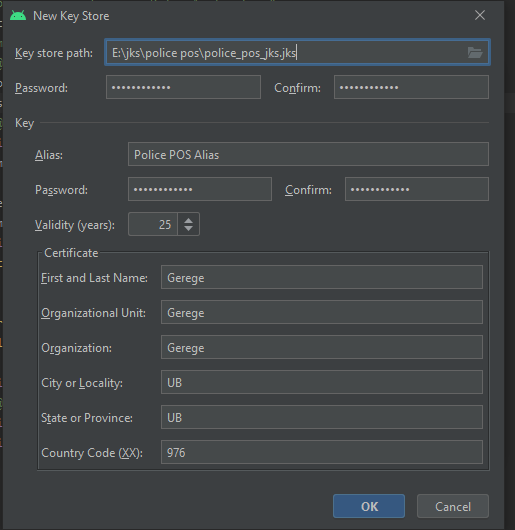 New Key Store
Key store path: E:\jks\police pos\police_pos_jks.jks
Password: •••••••••••• Confirm: ••••••••••••
Key
Alias: Police POS Alias
Password: •••••••••••• Confirm: ••••••••••••
Validity (years): 25
Certificate
First and Last Name: Gerege
Organizational Unit: Gerege
Organization: Gerege
City or Locality: UB
State or Province: UB
Country Code (XX): 976
OK Cancel